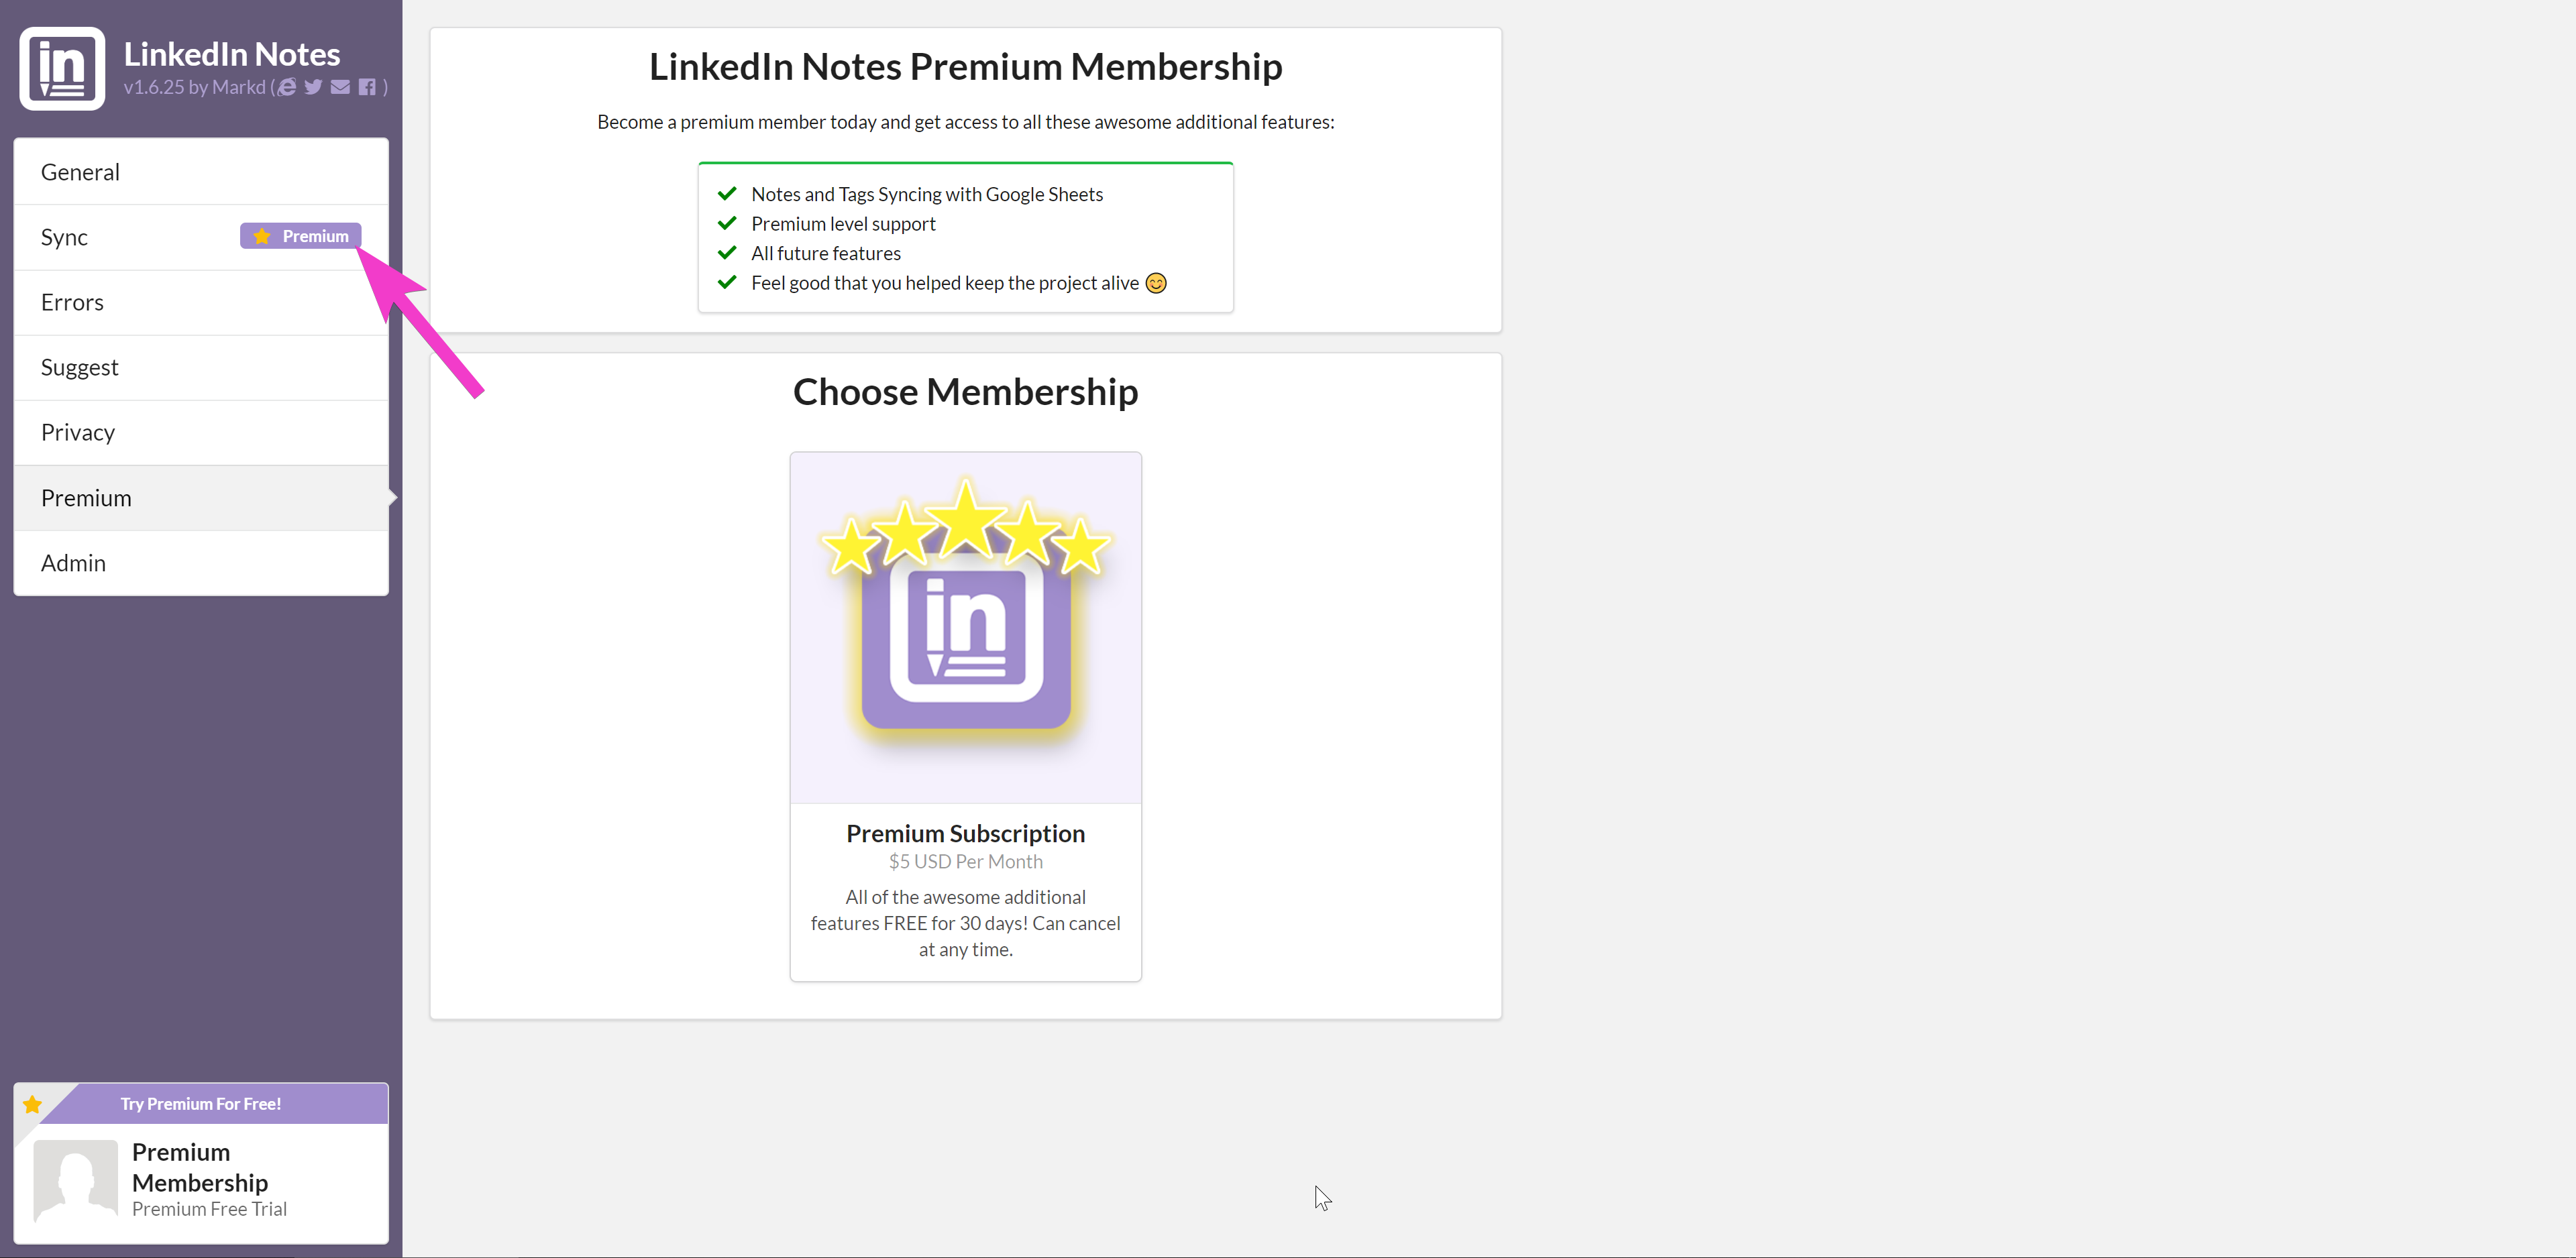 LinkedIn Notes
v1.6.25 by Markd ( )
General
Sync
Premium
Errors
Suggest
Privacy
Premium
Admin
Try Premium For Free!
Premium
Membership
Premium Free Trial
LinkedIn Notes Premium Membership
Become a premium member today and get access to all these awesome additional features:
Notes and Tags Syncing with Google Sheets
Premium level support
All future features
Feel good that you helped keep the project alive 😊
Choose Membership
in
Premium Subscription
$5 USD Per Month
All of the awesome additional
features FREE for 30 days! Can cancel
at any time.